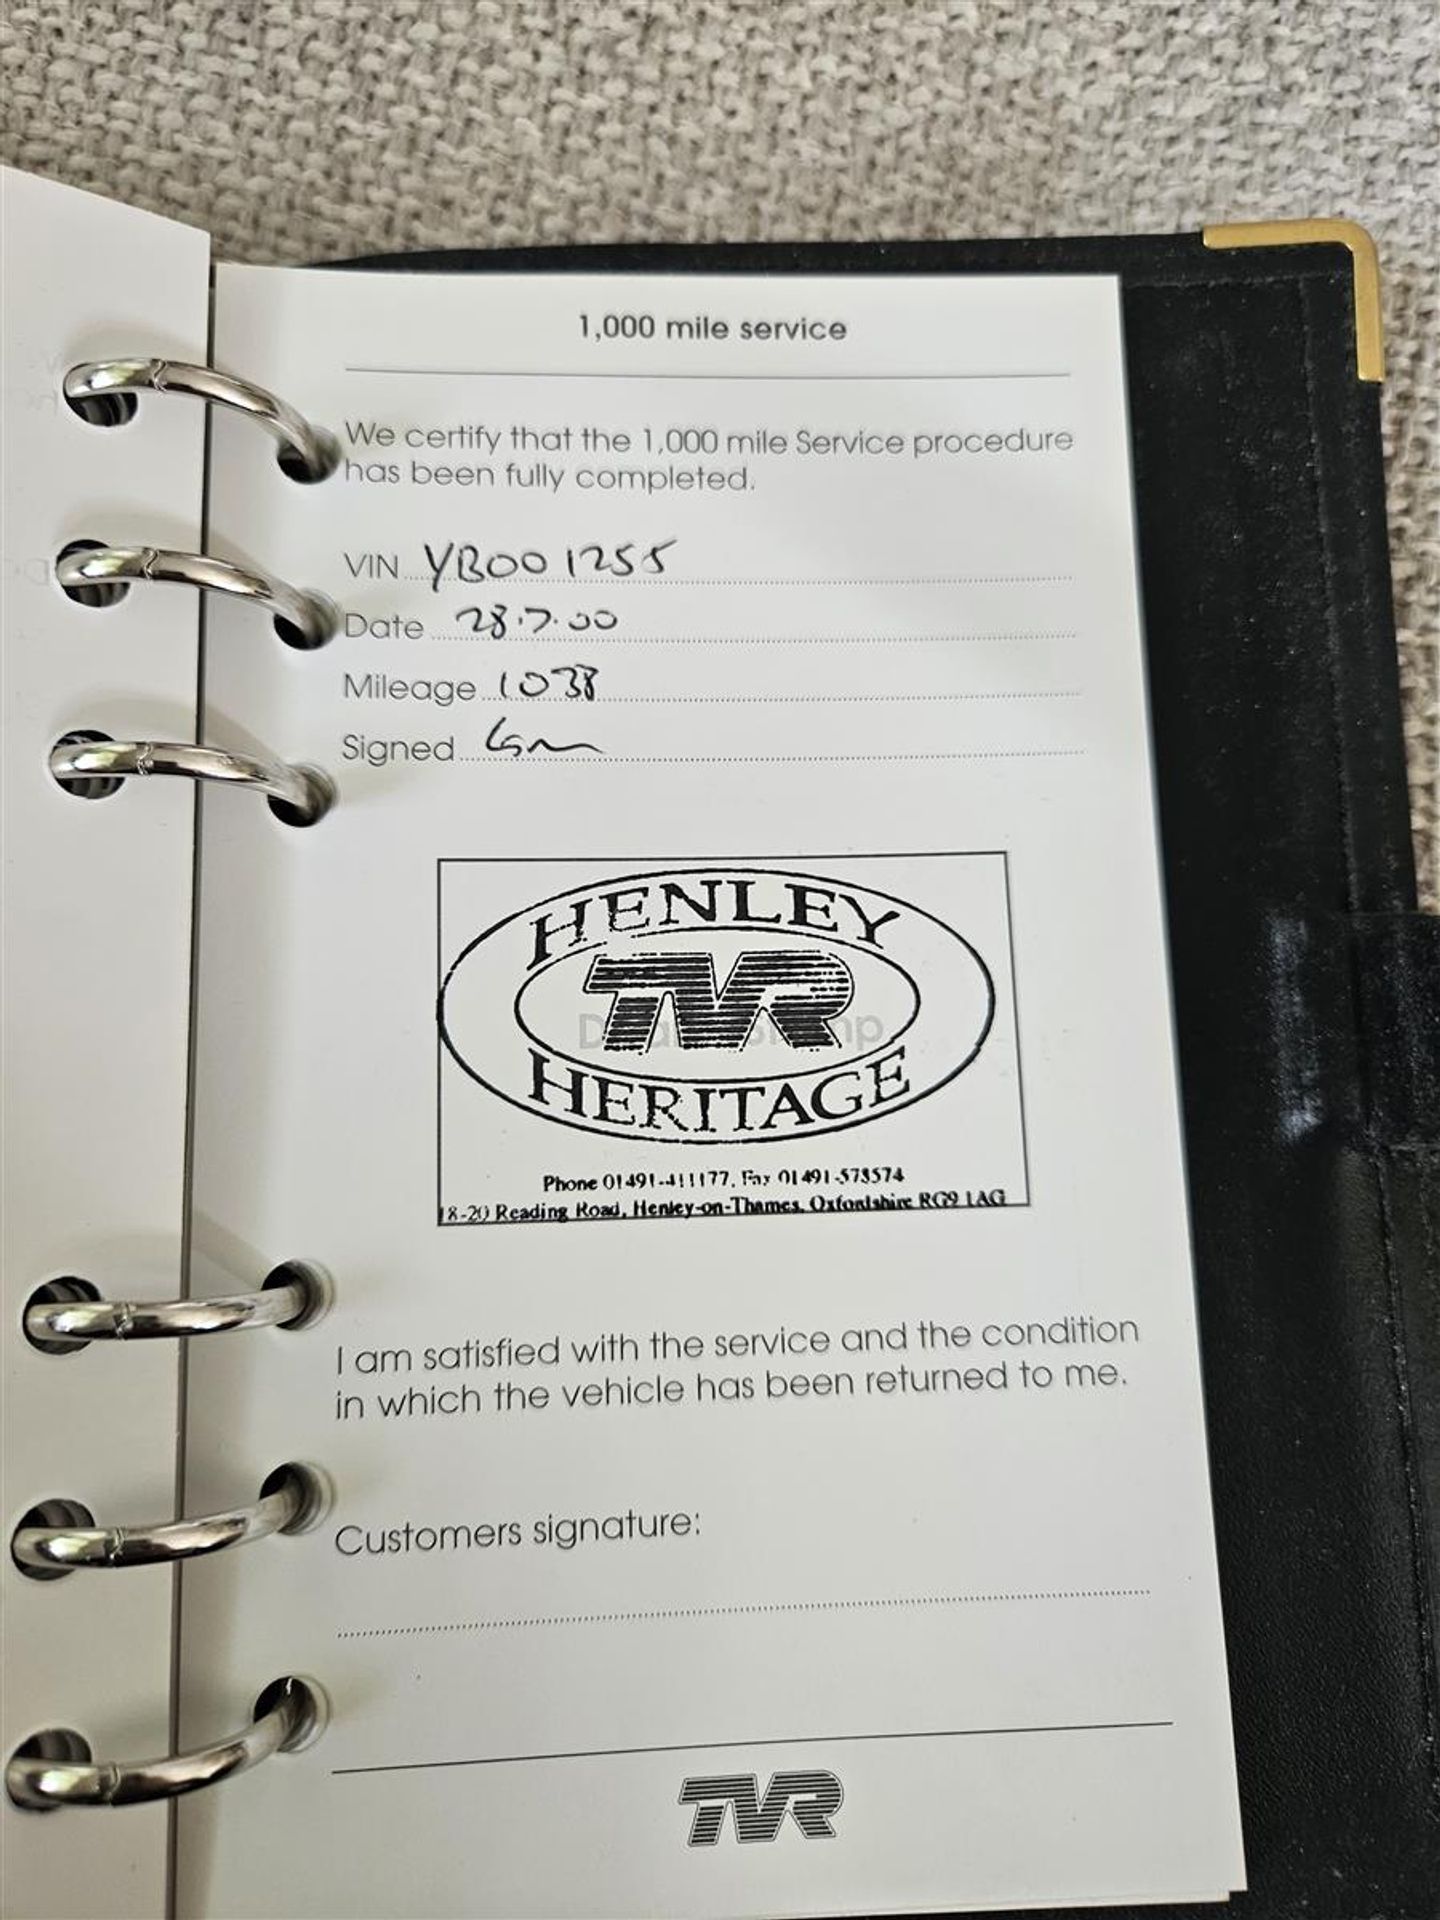 1,000 mile service
We certify that the 1,000 mile Service procedure
has been fully completed.
VIN YB001255
Date 28.7.00
Mileage 1038
Signed
HENLEY
TVR
HERITAGE
Phone 01491-411177, Fax 01491-573574
18-20 Reading Road, Henley-on-Thames, Oxfordshire RG9 1AG
I am satisfied with the service and the condition
in which the vehicle has been returned to me.
Customers signature:
TVR